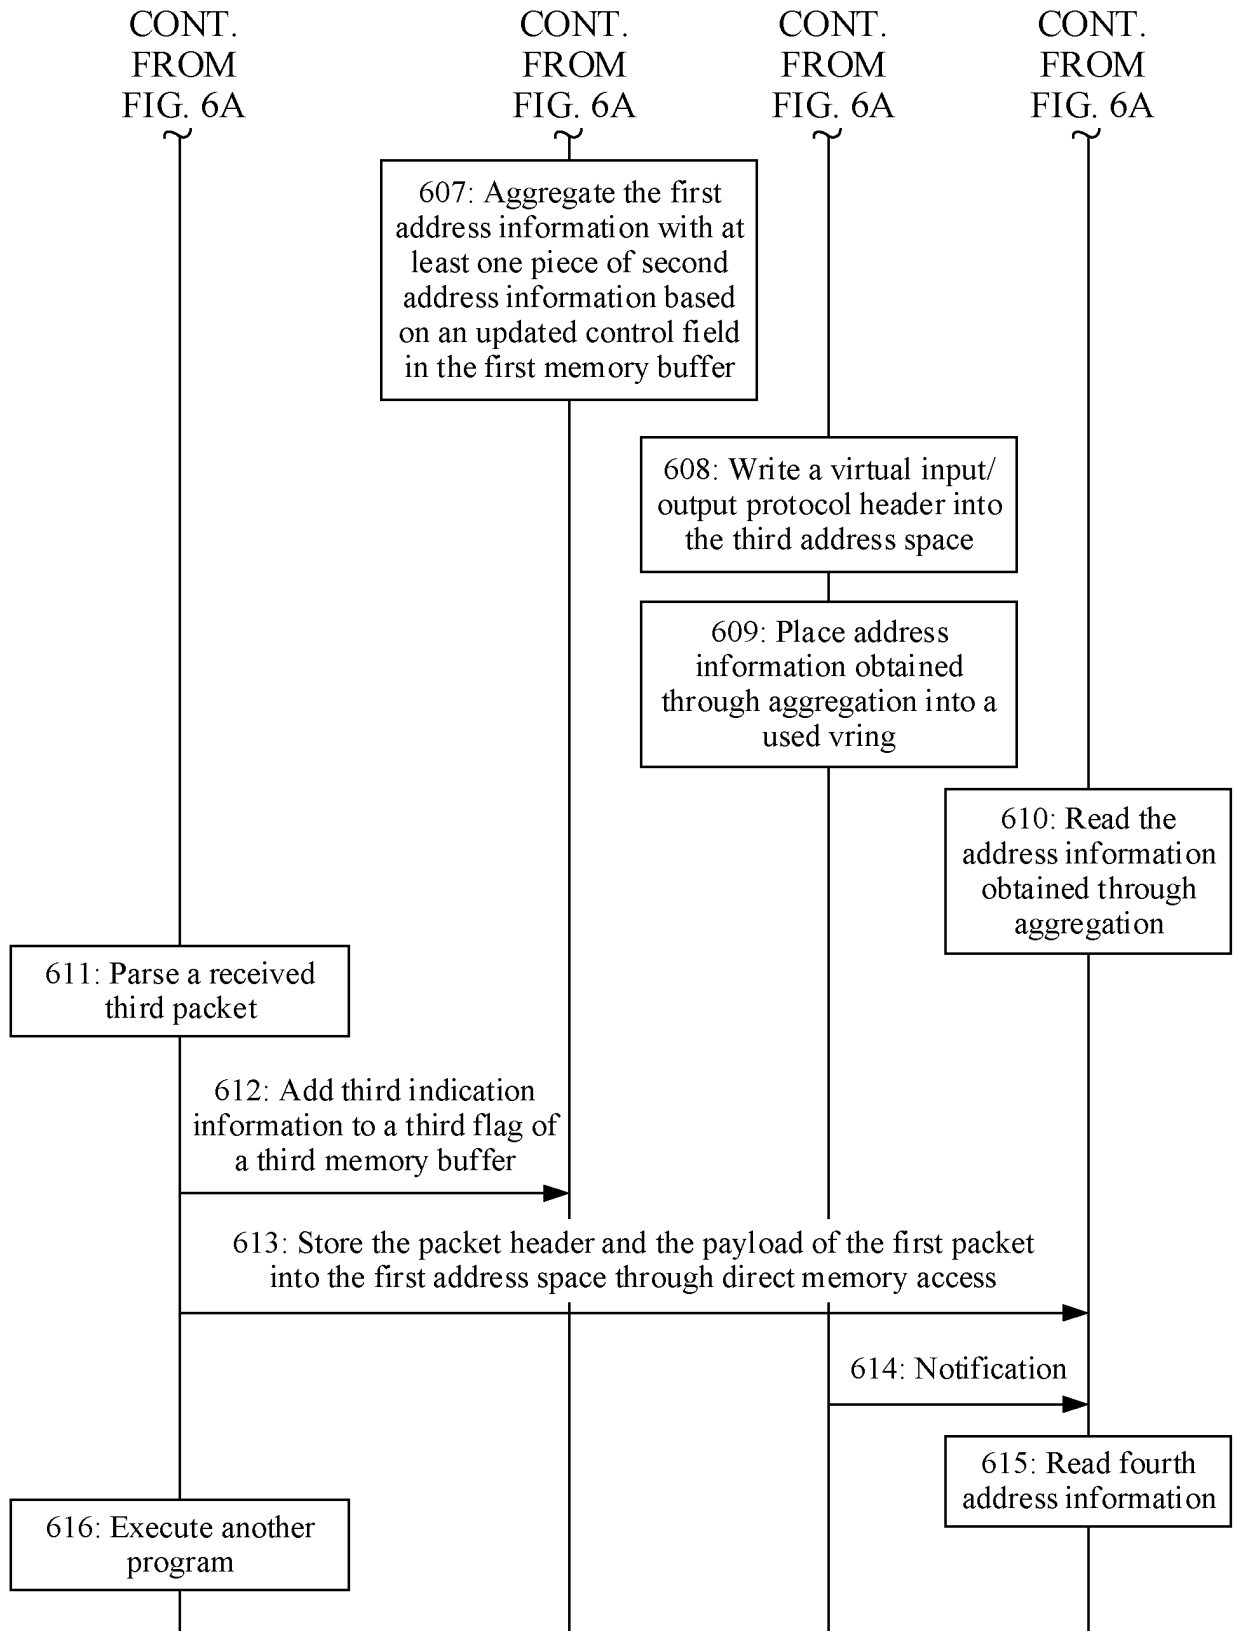 CONT. FROM FIG. 6A
CONT. FROM FIG. 6A
CONT. FROM FIG. 6A
CONT. FROM FIG. 6A
607: Aggregate the first
address information with at
least one piece of second
address information based
on an updated control field
in the first memory buffer
608: Write a virtual input/
output protocol header into
the third address space
609: Place address
information obtained
through aggregation into a
used vring
610: Read the
address information
obtained through
aggregation
611: Parse a received
third packet
612: Add third indication
information to a third flag of
a third memory buffer
613: Store the packet header and the payload of the first packet
into the first address space through direct memory access
614: Notification
615: Read fourth
address information
616: Execute another
program